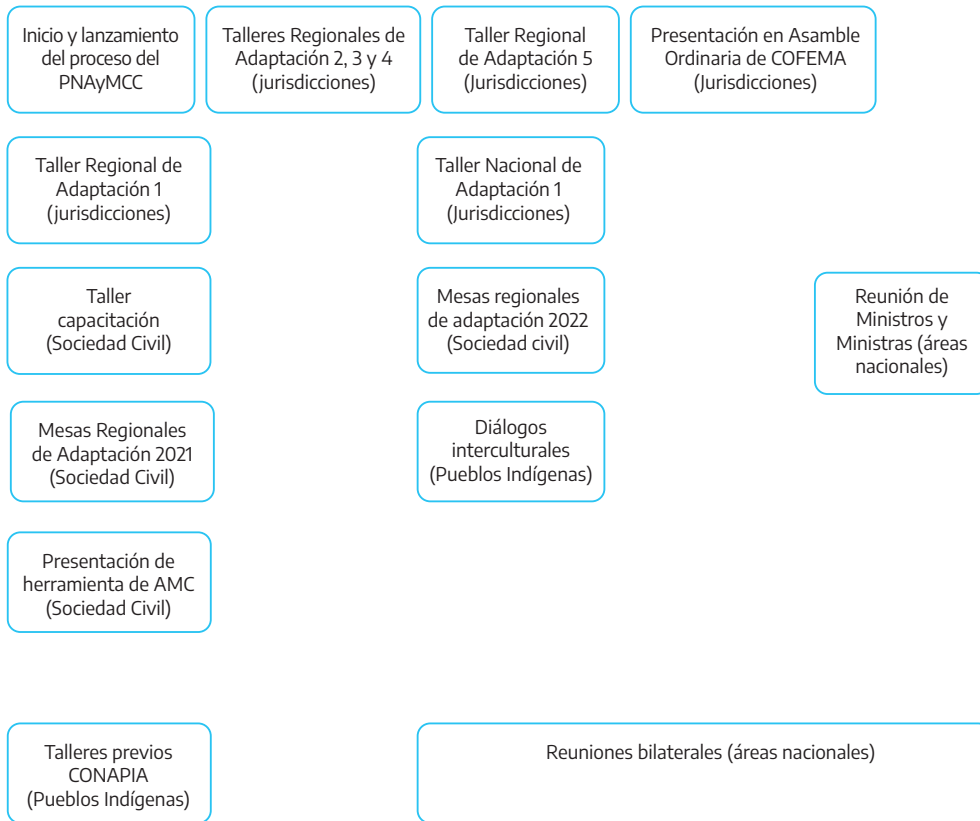 Inicio y lanzamiento
del proceso del
PNAyMCC
Talleres Regionales de
Adaptación 2, 3 y 4
(jurisdicciones)
Taller Regional
de Adaptación 5
(Jurisdicciones)
Presentación en Asamble
Ordinaria de COFEMA
(Jurisdicciones)
Taller Regional de
Adaptación 1
(jurisdicciones)
Taller Nacional de
Adaptación 1
(Jurisdicciones)
Taller
capacitación
(Sociedad Civil)
Mesas regionales
de adaptación 2022
(Sociedad civil)
Reunión de
Ministros y
Ministras (áreas
nacionales)
Mesas Regionales
de Adaptación 2021
(Sociedad Civil)
Diálogos
interculturales
(Pueblos Indígenas)
Presentación de
herramienta de AMC
(Sociedad Civil)
Talleres previos
CONAPIA
(Pueblos Indígenas)
Reuniones bilaterales (áreas nacionales)